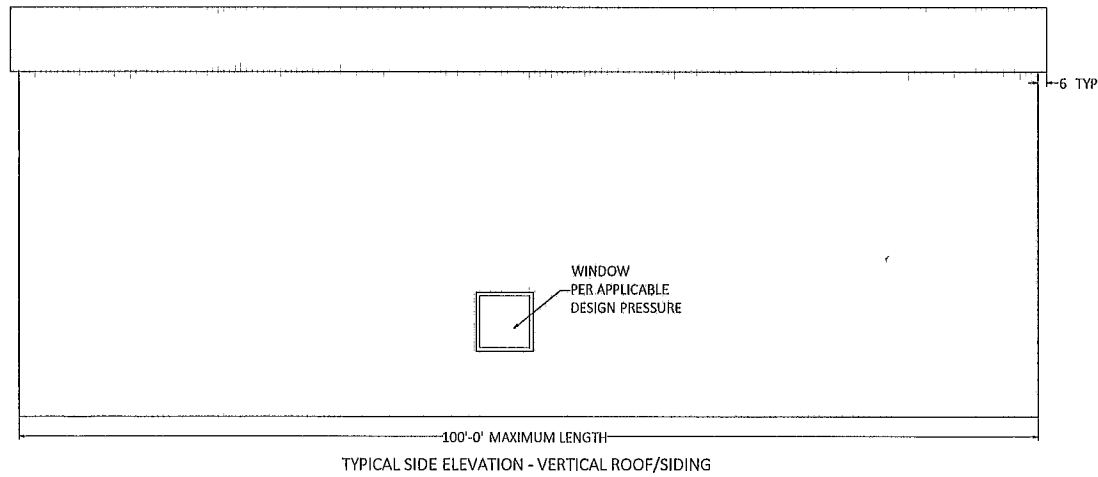 6 TYP
WINDOW
PER APPLICABLE
DESIGN PRESSURE
100'-0' MAXIMUM LENGTH
TYPICAL SIDE ELEVATION - VERTICAL ROOF/SIDING